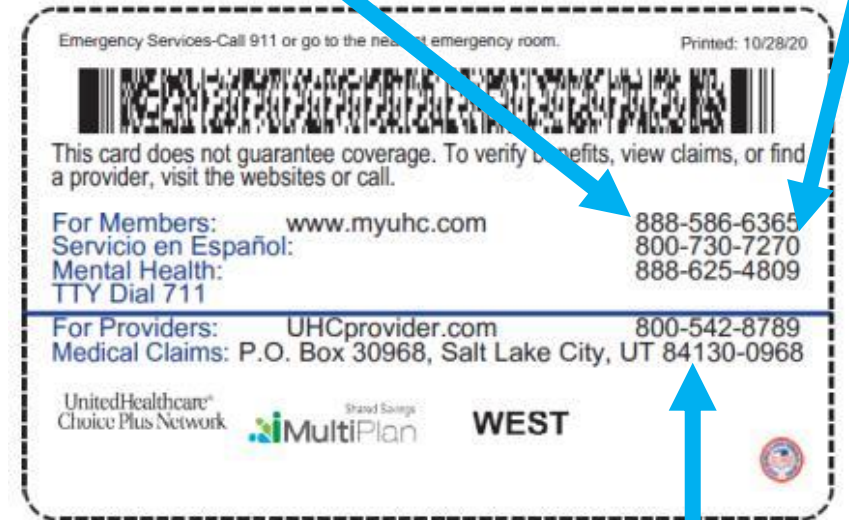 Emergency Services-Call 911 or go to the nearest emergency room. Printed: 10/28/20
This card does not guarantee coverage. To verify benefits, view claims, or find
a provider, visit the websites or call.
For Members: www.myuhc.com 888-586-6365
Servicio en Español: 800-730-7270
Mental Health: 888-625-4809
TTY Dial 711
For Providers: UHCprovider.com 800-542-8789
Medical Claims: P.O. Box 30968, Salt Lake City, UT 84130-0968
UnitedHealthcare®
Choice Plus Network
Shared Savings
MultiPlan
WEST